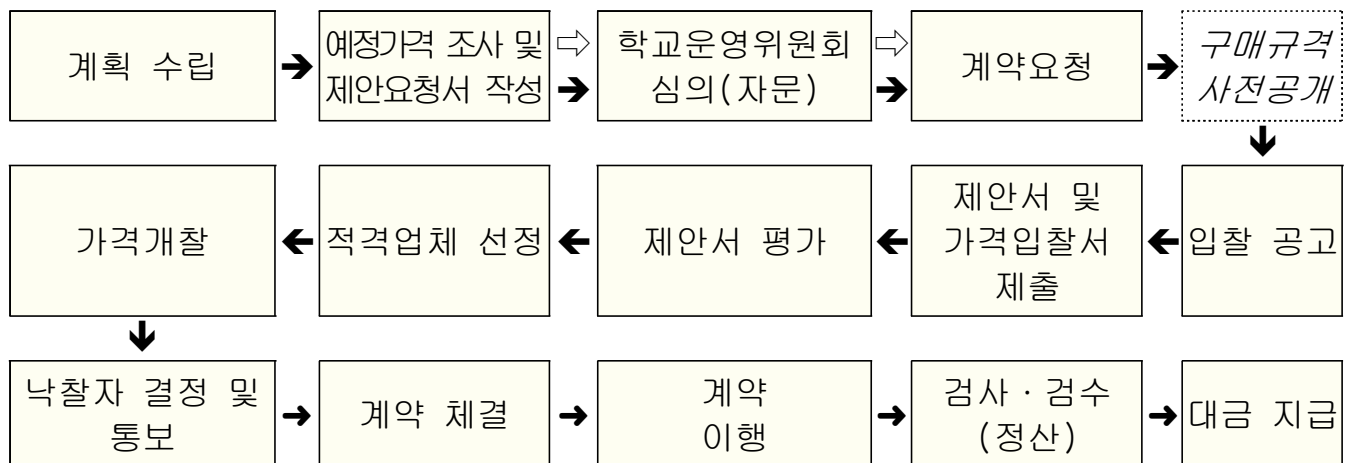 계획 수립
➔
예정가격 조사 및
제안요청서 작성
⇨
➔
학교운영위원회
심의(자문)
⇨
➔
계약요청
➔
구매규격
사전공개
🡻
입찰 공고
🡸
제안서 및
가격입찰서
제출
🡸
제안서 평가
🡸
적격업체 선정
🡸
가격개찰
🡻
낙찰자 결정 및
통보
➔
계약 체결
➔
계약
이행
➔
검사·검수
(정산)
➔
대금 지급